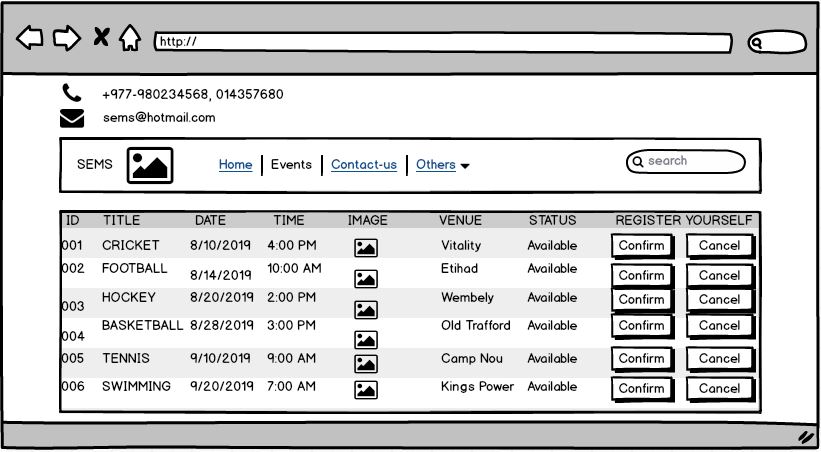 http://
+977-980234568, 014357680
sems@hotmail.com
SEMS Home Events Contact-us Others search
ID TITLE DATE TIME IMAGE VENUE STATUS REGISTER YOURSELF
001 CRICKET 8/10/2019 4:00 PM Vitality Available Confirm Cancel
002 FOOTBALL 8/14/2019 10:00 AM Etihad Available Confirm Cancel
003 HOCKEY 8/20/2019 2:00 PM Wembely Available Confirm Cancel
004 BASKETBALL 8/28/2019 3:00 PM Old Trafford Available Confirm Cancel
005 TENNIS 9/10/2019 9:00 AM Camp Nou Available Confirm Cancel
006 SWIMMING 9/20/2019 7:00 AM Kings Power Available Confirm Cancel